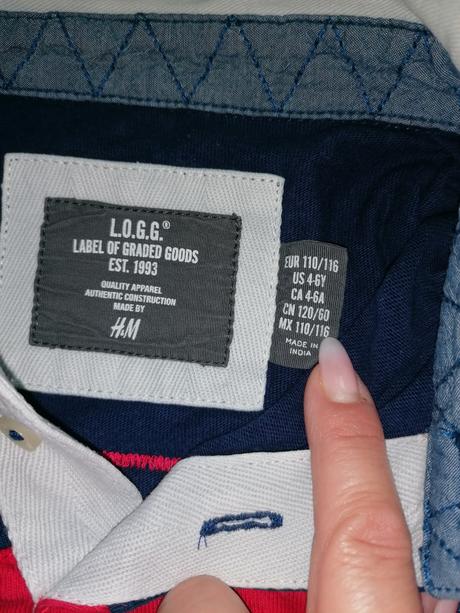 L.O.G.G.®
LABEL OF GRADED GOODS
EST. 1993
QUALITY APPAREL
AUTHENTIC CONSTRUCTION
MADE BY
H&M
EUR 110/116
US 4-6Y
CA 4-6A
CN 120/60
MX 110/116
MADE IN
INDIA